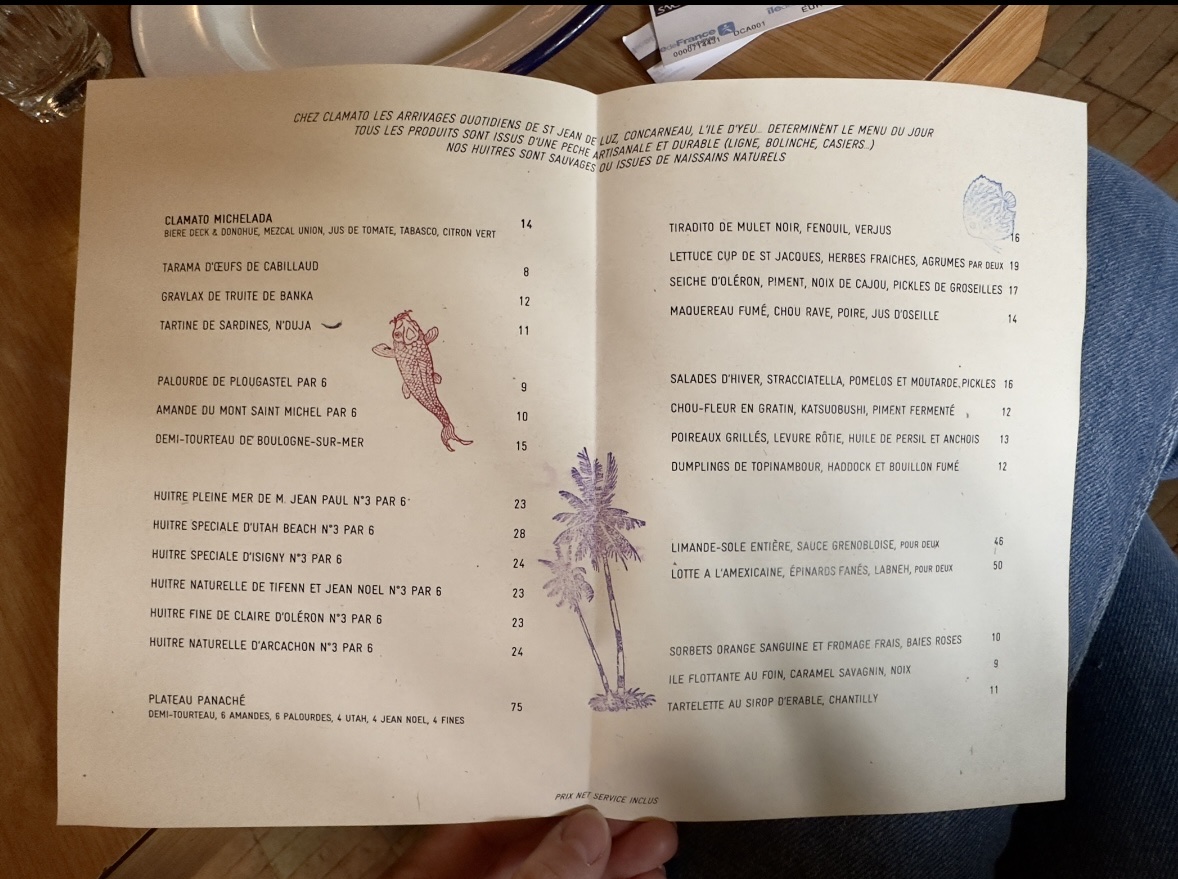 îledeFrance
0000714421 DCA001
CHEZ CLAMATO LES ARRIVAGES QUOTIDIENS DE ST JEAN DE LUZ, CONCARNEAU, L'ILE D'YEU... DETERMINENT LE MENU DU JOUR
TOUS LES PRODUITS SONT ISSUS D'UNE PECHE ARTISANALE ET DURABLE (LIGNE, BOLINCHE, CASIERS...)
NOS HUITRES SONT SAUVAGES OU ISSUES DE NAISSAINS NATURELS
CLAMATO MICHELADA 14
BIERE DECK & DONOHUE, MEZCAL UNION, JUS DE TOMATE, TABASCO, CITRON VERT
TARAMA D'ŒUFS DE CABILLAUD 8
GRAVLAX DE TRUITE DE BANKA 12
TARTINE DE SARDINES, N'DUJA 11
PALOURDE DE PLOUGASTEL PAR 6 9
AMANDE DU MONT SAINT MICHEL PAR 6 10
DEMI-TOURTEAU DE BOULOGNE-SUR-MER 15
HUITRE PLEINE MER DE M. JEAN PAUL N°3 PAR 6 23
HUITRE SPECIALE D'UTAH BEACH N°3 PAR 6 28
HUITRE SPECIALE D'ISIGNY N°3 PAR 6 24
HUITRE NATURELLE DE TIFENN ET JEAN NOEL N°3 PAR 6 23
HUITRE FINE DE CLAIRE D'OLÉRON N°3 PAR 6 23
HUITRE NATURELLE D'ARCACHON N°3 PAR 6 24
PLATEAU PANACHÉ 75
DEMI-TOURTEAU, 6 AMANDES, 6 PALOURDES, 4 UTAH, 4 JEAN NOEL, 4 FINES
TIRADITO DE MULET NOIR, FENOUIL, VERJUS 16
LETTUCE CUP DE ST JACQUES, HERBES FRAICHES, AGRUMES PAR DEUX 19
SEICHE D'OLÉRON, PIMENT, NOIX DE CAJOU, PICKLES DE GROSEILLES 17
MAQUEREAU FUMÉ, CHOU RAVE, POIRE, JUS D'OSEILLE 14
SALADES D'HIVER, STRACCIATELLA, POMELOS ET MOUTARDE,PICKLES 16
CHOU-FLEUR EN GRATIN, KATSUOBUSHI, PIMENT FERMENTÉ 12
POIREAUX GRILLÉS, LEVURE RÔTIE, HUILE DE PERSIL ET ANCHOIS 13
DUMPLINGS DE TOPINAMBOUR, HADDOCK ET BOUILLON FUMÉ 12
LIMANDE-SOLE ENTIÈRE, SAUCE GRENOBLOISE, POUR DEUX 46
LOTTE A L'AMEXICAINE, ÉPINARDS FANÉS, LABNEH, POUR DEUX 50
SORBETS ORANGE SANGUINE ET FROMAGE FRAIS, BAIES ROSES 10
ILE FLOTTANTE AU FOIN, CARAMEL SAVAGNIN, NOIX 9
TARTELETTE AU SIROP D'ERABLE, CHANTILLY 11
PRIX NET SERVICE INCLUS